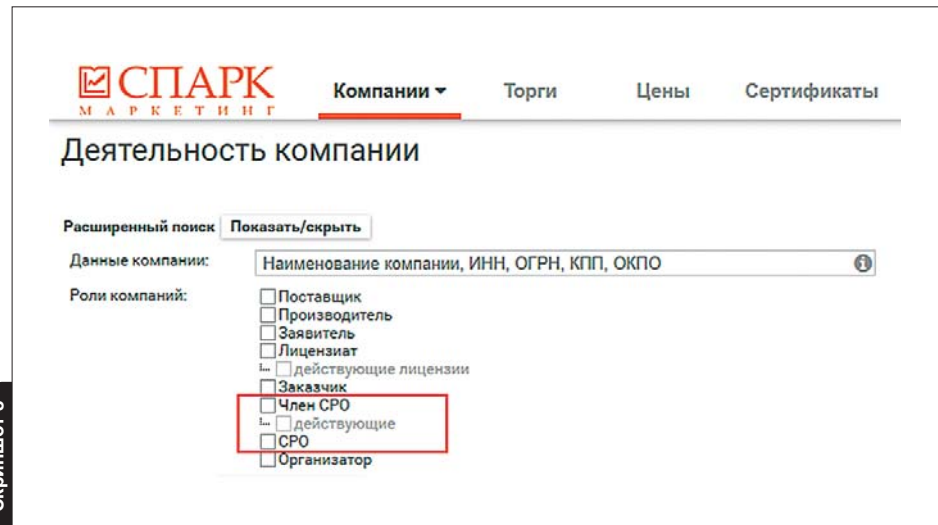 СПАРК
МАРКЕТИНГ
Компании Торги Цены Сертификаты
Деятельность компании
Расширенный поиск Показать/скрыть
Данные компании: Наименование компании, ИНН, ОГРН, КПП, ОКПО
Роли компаний: Поставщик
Производитель
Заявитель
Лицензиат
действующие лицензии
Заказчик
Член СРО
действующие
СРО
Организатор